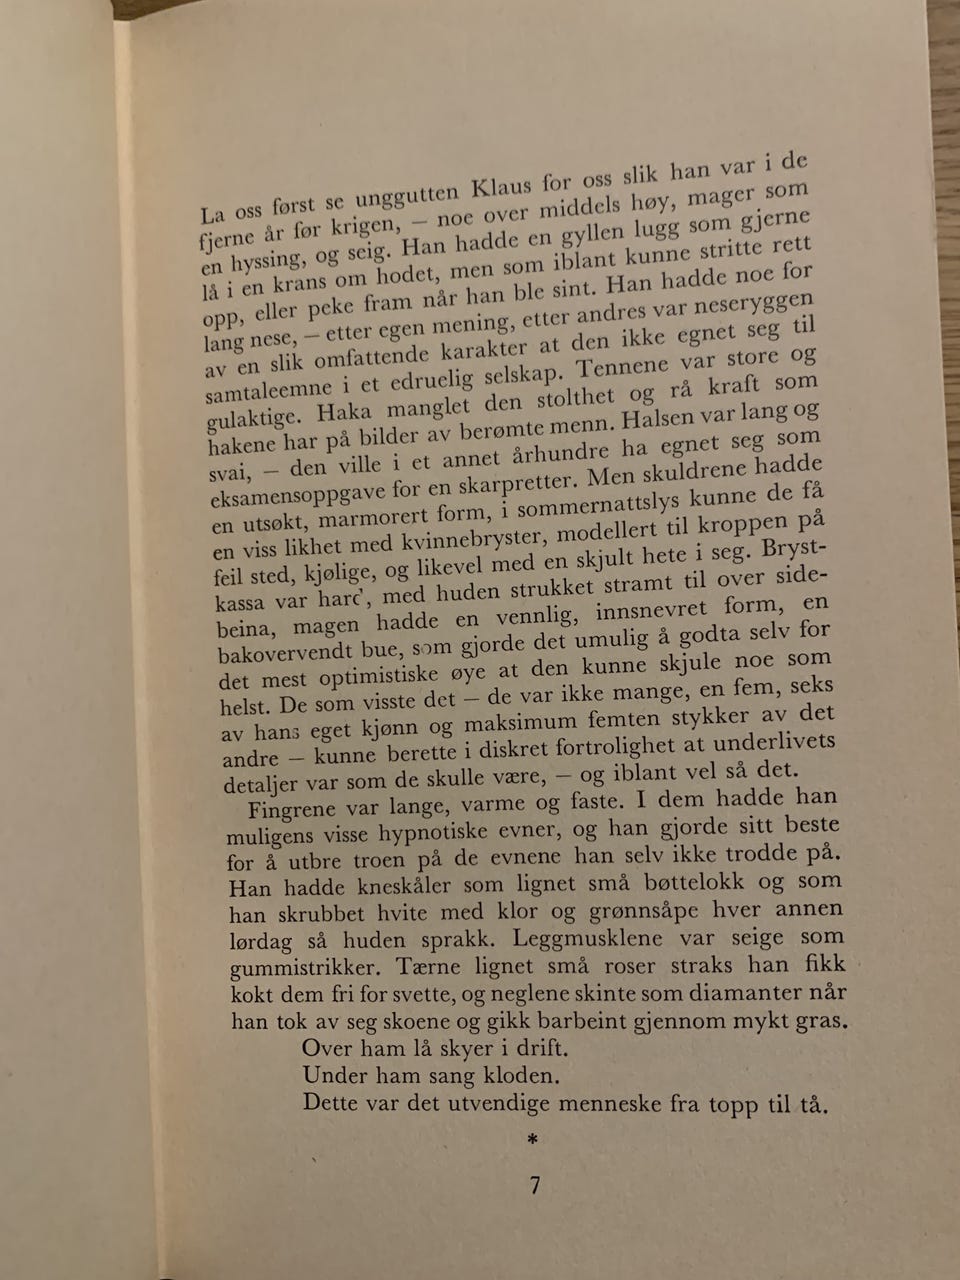 La oss først se unggutten Klaus for oss slik han var i de
fjerne år før krigen, — noe over middels høy, mager som
en hyssing, og seig. Han hadde en gyllen lugg som gjerne
lå i en krans om hodet, men som iblant kunne stritte rett
opp, eller peke fram når han ble sint. Han hadde noe for
lang nese, — etter egen mening, etter andres var neseryggen
av en slik omfattende karakter at den ikke egnet seg til
samtaleemne i et edruelig selskap. Tennene var store og
gulaktige. Haka manglet den stolthet og rå kraft som
hakene har på bilder av berømte menn. Halsen var lang og
svai, — den ville i et annet århundre ha egnet seg som
eksamensoppgave for en skarpretter. Men skuldrene hadde
en utsøkt, marmorert form, i sommernattslys kunne de få
en viss likhet med kvinnebryster, modellert til kroppen på
feil sted, kjølige, og likevel med en skjult hete i seg. Bryst-
kassa var hard, med huden strukket stramt til over side-
beina, magen hadde en vennlig, innsnevret form, en
bakovervendt bue, som gjorde det umulig å godta selv for
det mest optimistiske øye at den kunne skjule noe som
helst. De som visste det — de var ikke mange, en fem, seks
av hans eget kjønn og maksimum femten stykker av det
andre — kunne berette i diskret fortrolighet at underlivets
detaljer var som de skulle være, — og iblant vel så det.
Fingrene var lange, varme og faste. I dem hadde han
muligens visse hypnotiske evner, og han gjorde sitt beste
for å utbre troen på de evnene han selv ikke trodde på.
Han hadde kneskåler som lignet små bøttelokk og som
han skrubbet hvite med klor og grønnsåpe hver annen
lørdag så huden sprakk. Leggmusklene var seige som
gummistrikker. Tærne lignet små roser straks han fikk
kokt dem fri for svette, og neglene skinte som diamanter når
han tok av seg skoene og gikk barbeint gjennom mykt gras.
Over ham lå skyer i drift.
Under ham sang kloden.
Dette var det utvendige menneske fra topp til tå.
*
7